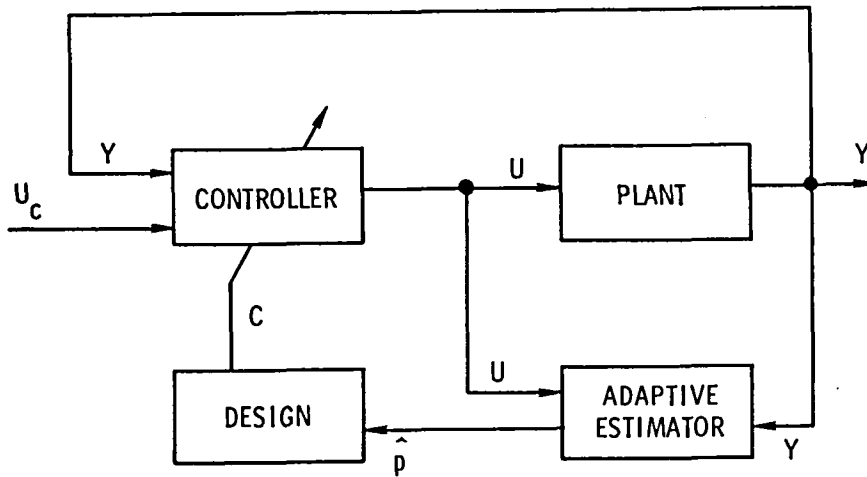 Y
U_c
CONTROLLER
U
PLANT
Y
C
U
DESIGN
p̂
ADAPTIVE
ESTIMATOR
Y